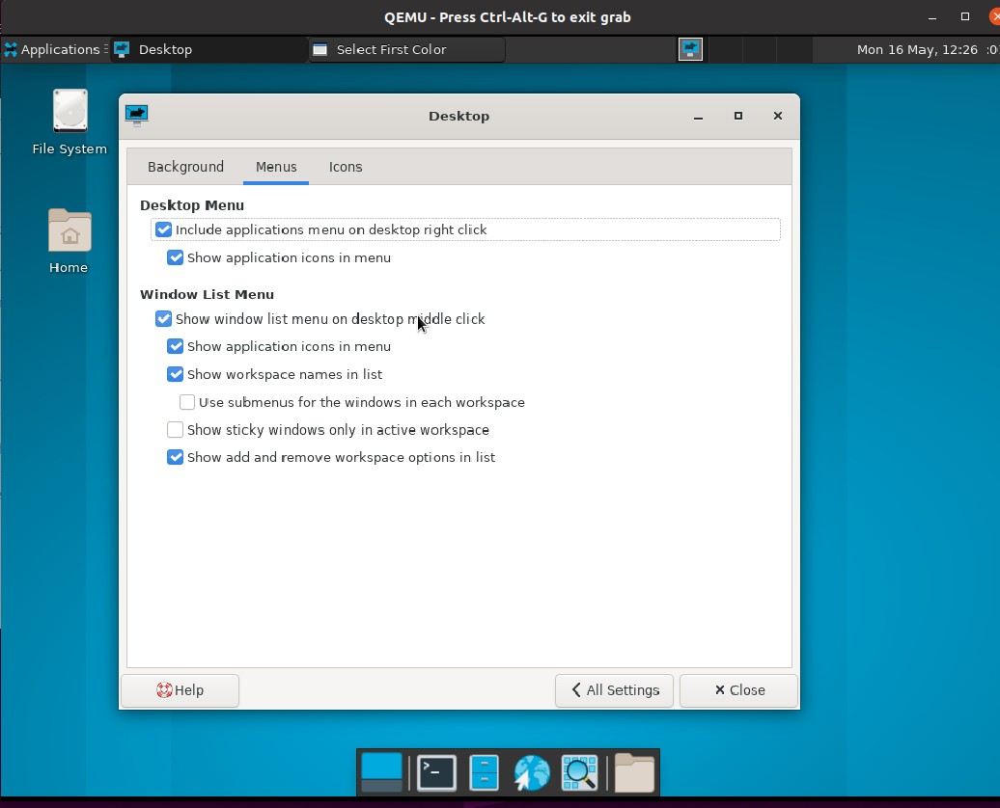 QEMU - Press Ctrl-Alt-G to exit grab
Applications
Desktop
Select First Color
Mon 16 May, 12:26
File System
Home
Desktop
Background
Menus
Icons
Desktop Menu
Include applications menu on desktop right click
Show application icons in menu
Window List Menu
Show window list menu on desktop middle click
Show application icons in menu
Show workspace names in list
Use submenus for the windows in each workspace
Show sticky windows only in active workspace
Show add and remove workspace options in list
Help
All Settings
Close